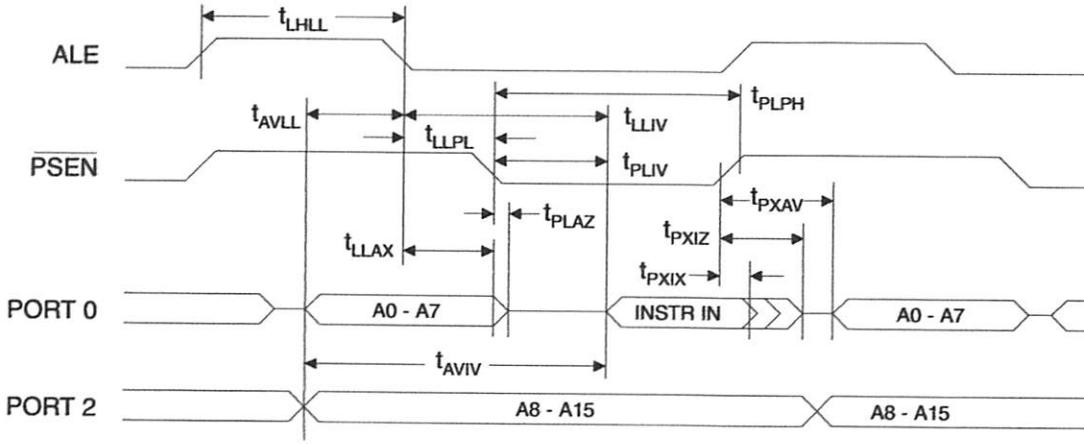 tLHLL
ALE
tPLPH
tAVLL
tLLIV
tLLPL
PSEN
tPLIV
tPXAV
tPLAZ
tPXIZ
tLLAX
tPXIX
PORT 0
A0 - A7
INSTR IN
A0 - A7
tAVIV
PORT 2
A8 - A15
A8 - A15